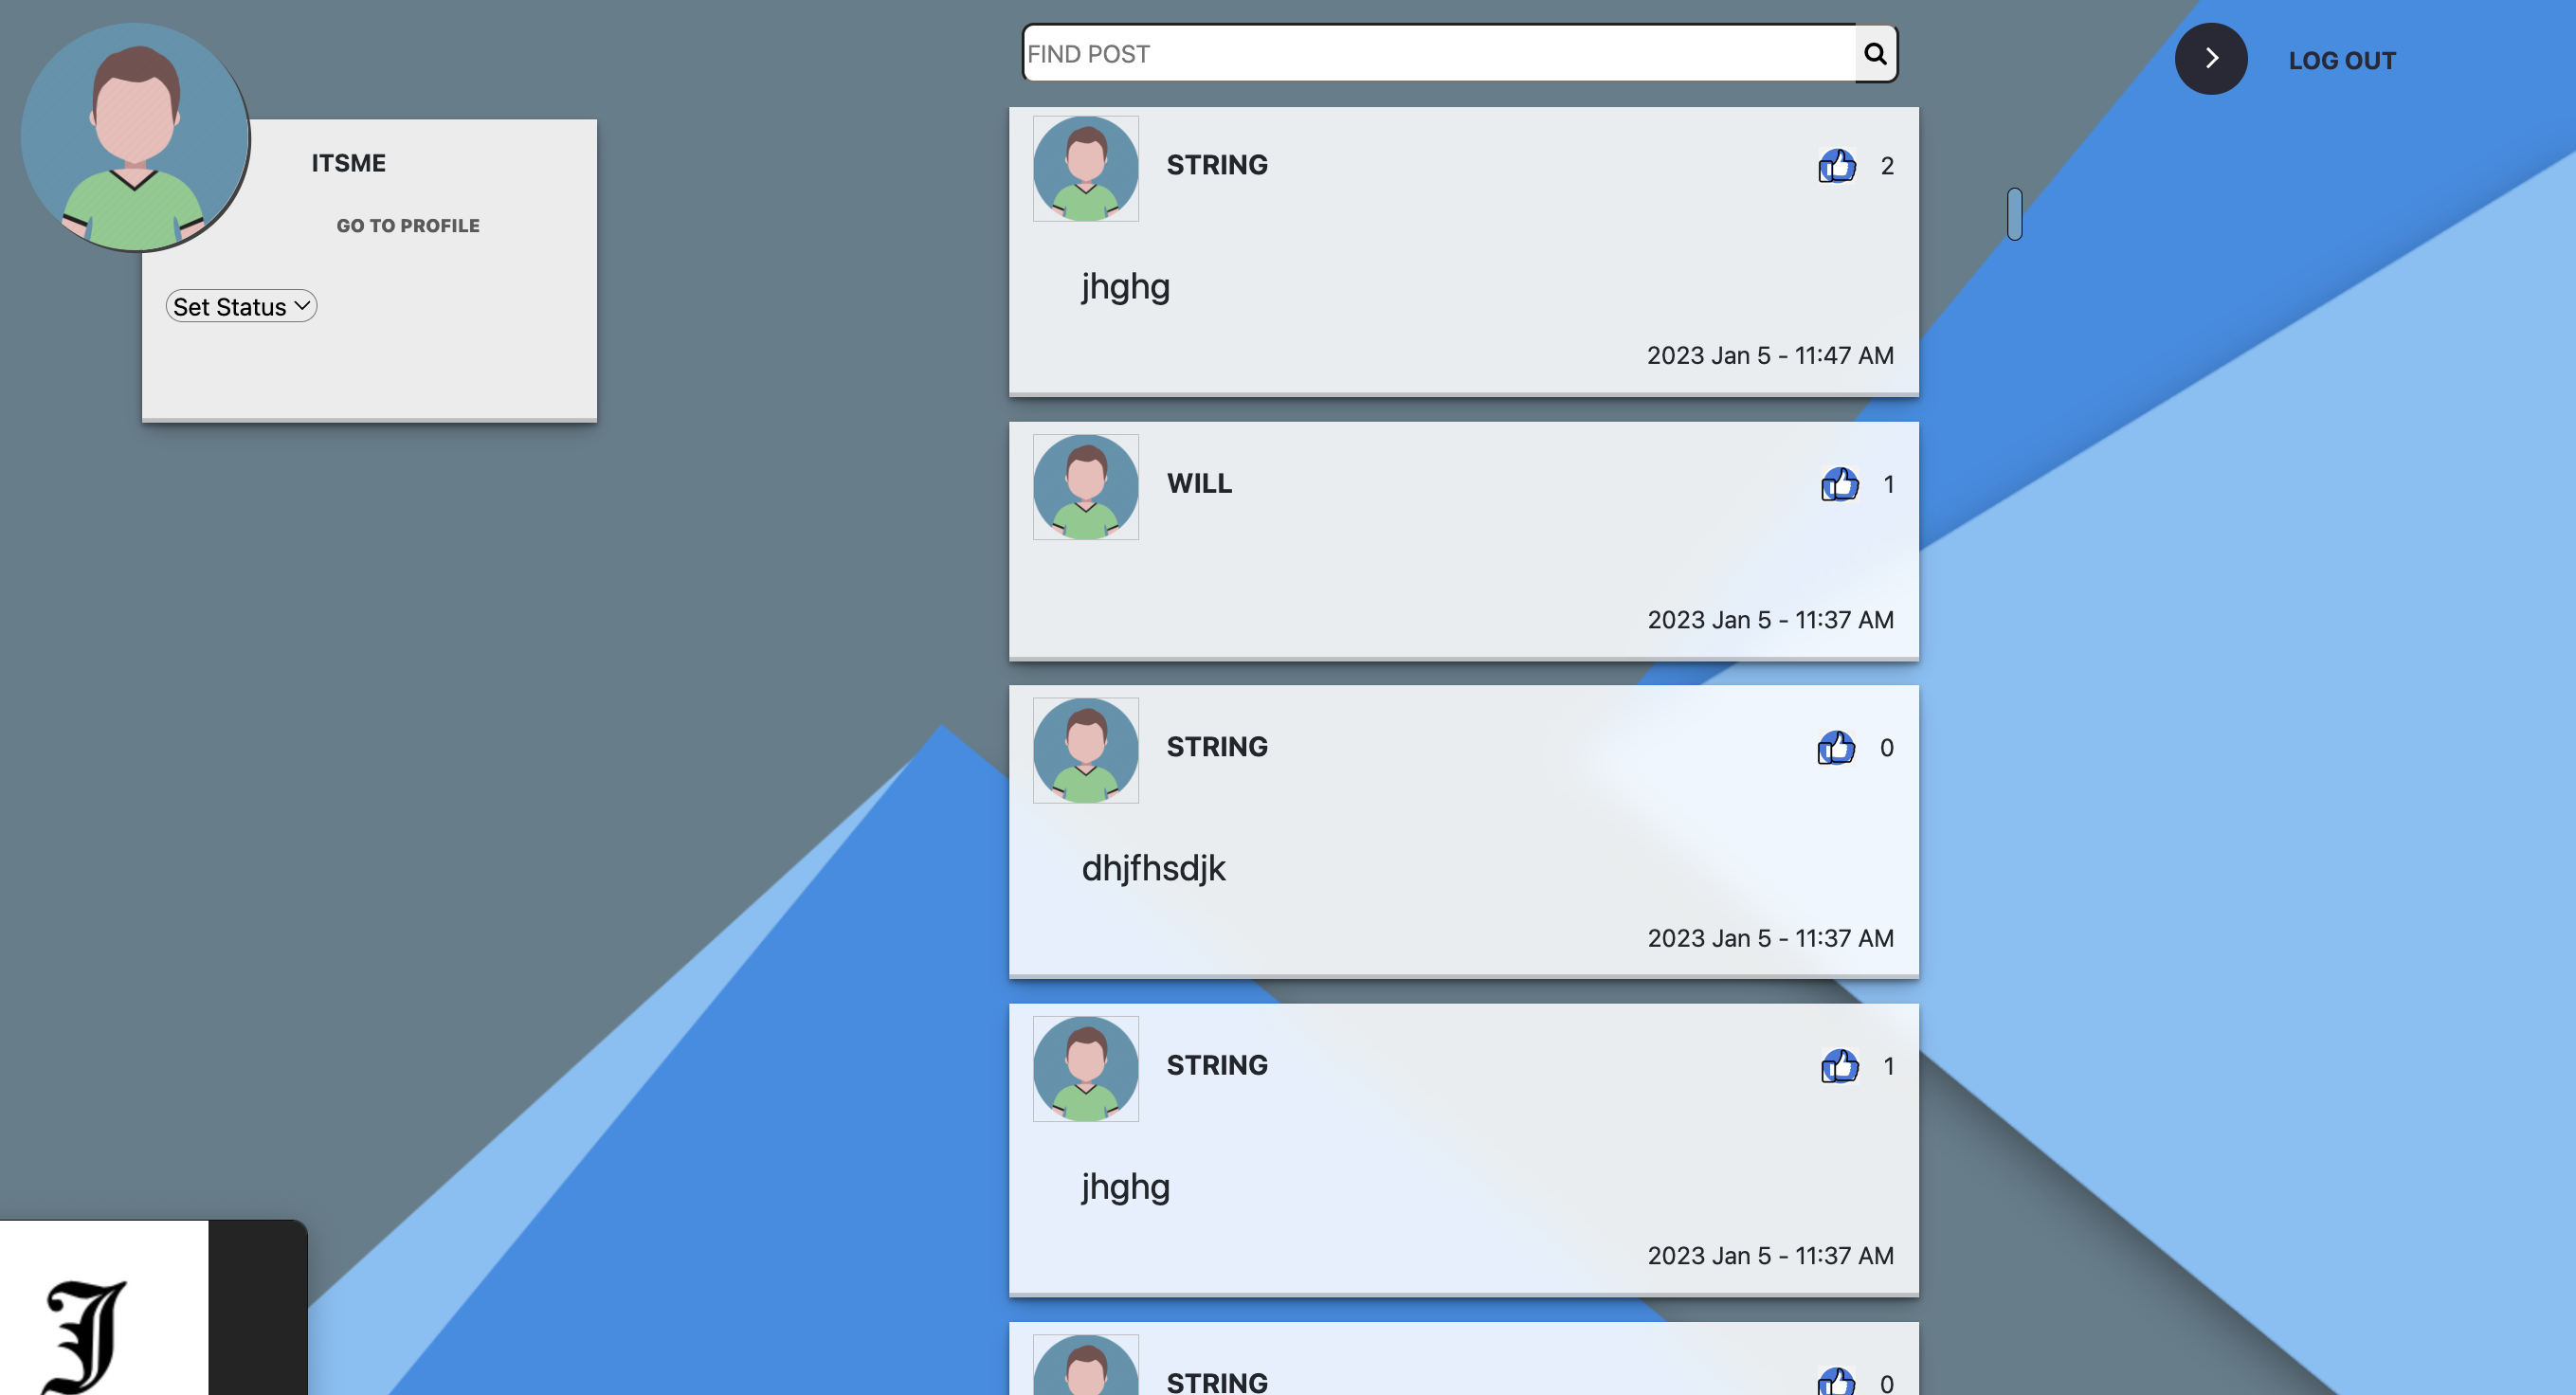 FIND POST
LOG OUT
ITSME
GO TO PROFILE
Set Status
STRING
2
jhghg
2023 Jan 5 - 11:47 AM
WILL
1
2023 Jan 5 - 11:37 AM
STRING
0
dhjfhsdjk
2023 Jan 5 - 11:37 AM
STRING
1
jhghg
2023 Jan 5 - 11:37 AM
STRING
0